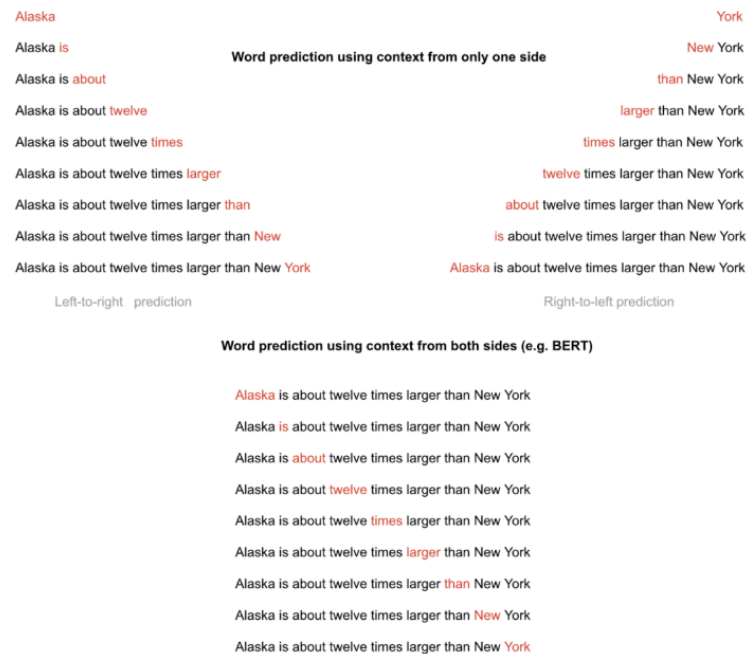 Word prediction using context from only one side
Alaska
Alaska is
Alaska is about
Alaska is about twelve
Alaska is about twelve times
Alaska is about twelve times larger
Alaska is about twelve times larger than
Alaska is about twelve times larger than New
Alaska is about twelve times larger than New York
Left-to-right prediction
York
New York
than New York
larger than New York
times larger than New York
twelve times larger than New York
about twelve times larger than New York
is about twelve times larger than New York
Alaska is about twelve times larger than New York
Right-to-left prediction
Word prediction using context from both sides (e.g. BERT)
Alaska is about twelve times larger than New York
Alaska is about twelve times larger than New York
Alaska is about twelve times larger than New York
Alaska is about twelve times larger than New York
Alaska is about twelve times larger than New York
Alaska is about twelve times larger than New York
Alaska is about twelve times larger than New York
Alaska is about twelve times larger than New York
Alaska is about twelve times larger than New York